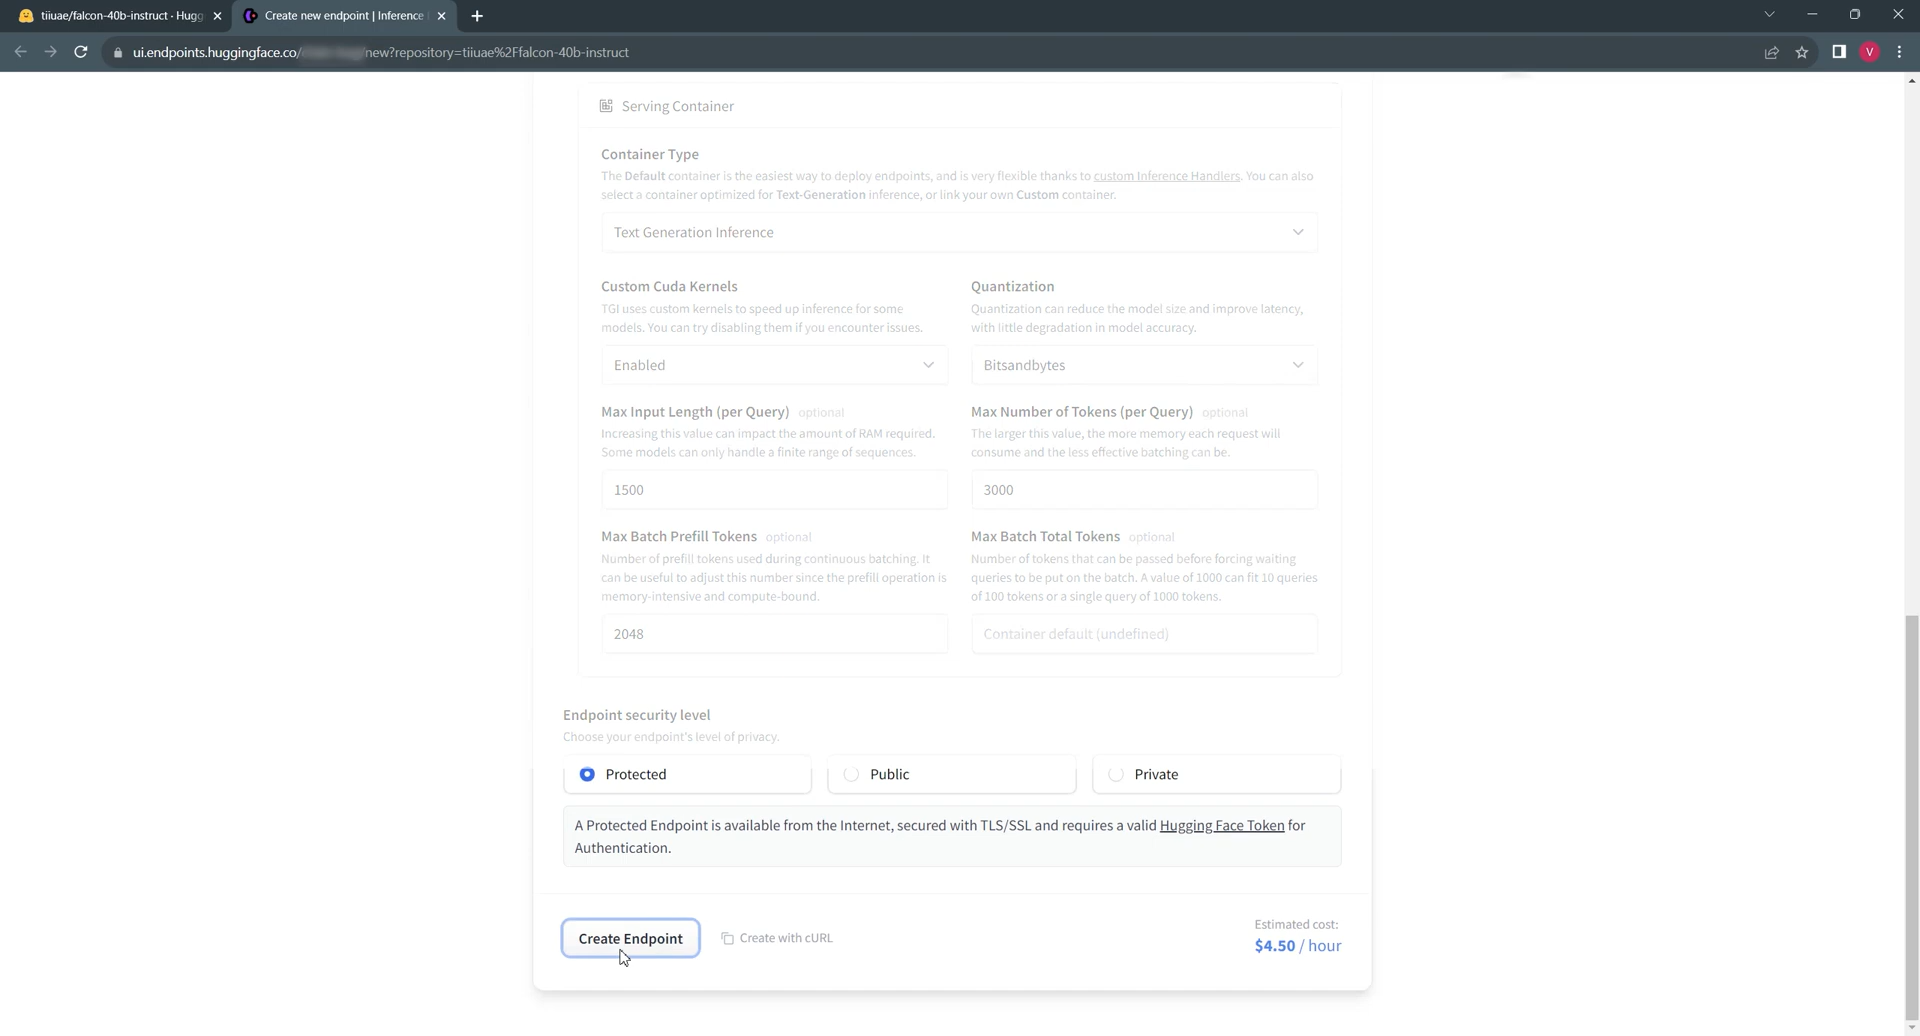 tiiuae/falcon-40b-instruct · Hugg
Create new endpoint | Inference
ui.endpoints.huggingface.co/
new?repository=tiiuae%2Ffalcon-40b-instruct
V
Serving Container
Container Type
The Default container is the easiest way to deploy endpoints, and is very flexible thanks to custom Inference Handlers. You can also
select a container optimized for Text-Generation inference, or link your own Custom container.
Text Generation Inference
Custom Cuda Kernels
TGI uses custom kernels to speed up inference for some
models. You can try disabling them if you encounter issues.
Enabled
Quantization
Quantization can reduce the model size and improve latency,
with little degradation in model accuracy.
Bitsandbytes
Max Input Length (per Query) optional
Increasing this value can impact the amount of RAM required.
Some models can only handle a finite range of sequences.
1500
Max Number of Tokens (per Query) optional
The larger this value, the more memory each request will
consume and the less effective batching can be.
3000
Max Batch Prefill Tokens optional
Number of prefill tokens used during continuous batching. It
can be useful to adjust this number since the prefill operation is
memory-intensive and compute-bound.
2048
Max Batch Total Tokens optional
Number of tokens that can be passed before forcing waiting
queries to be put on the batch. A value of 1000 can fit 10 queries
of 100 tokens or a single query of 1000 tokens.
Container default (undefined)
Endpoint security level
Choose your endpoint's level of privacy.
Protected
Public
Private
A Protected Endpoint is available from the Internet, secured with TLS/SSL and requires a valid Hugging Face Token for
Authentication.
Create Endpoint
Create with cURL
Estimated cost:
$4.50 / hour